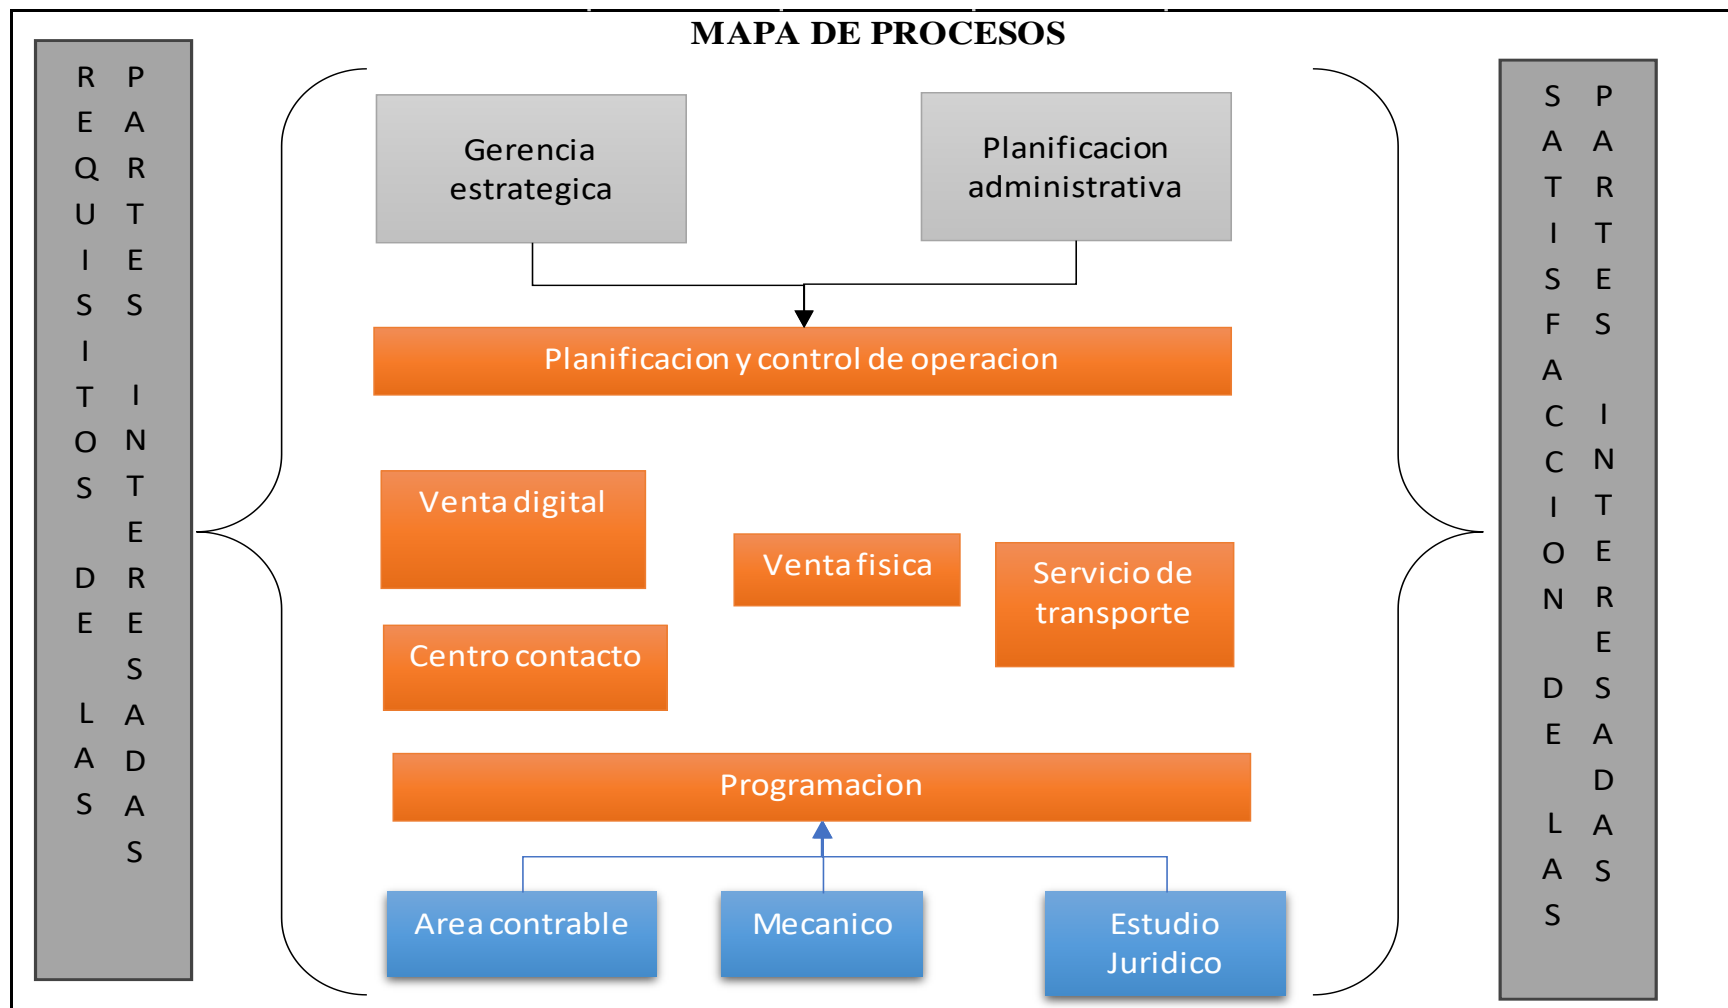 MAPA DE PROCESOS
REQUISITOS DE LAS
PARTES INTERESADAS
Gerencia
estrategica
Planificacion
administrativa
Planificacion y control de operacion
Venta digital
Venta fisica
Servicio de
transporte
Centro contacto
Programacion
Area contrable
Mecanico
Estudio
Juridico
SATISFACCION DE LAS
PARTES INTERESADAS